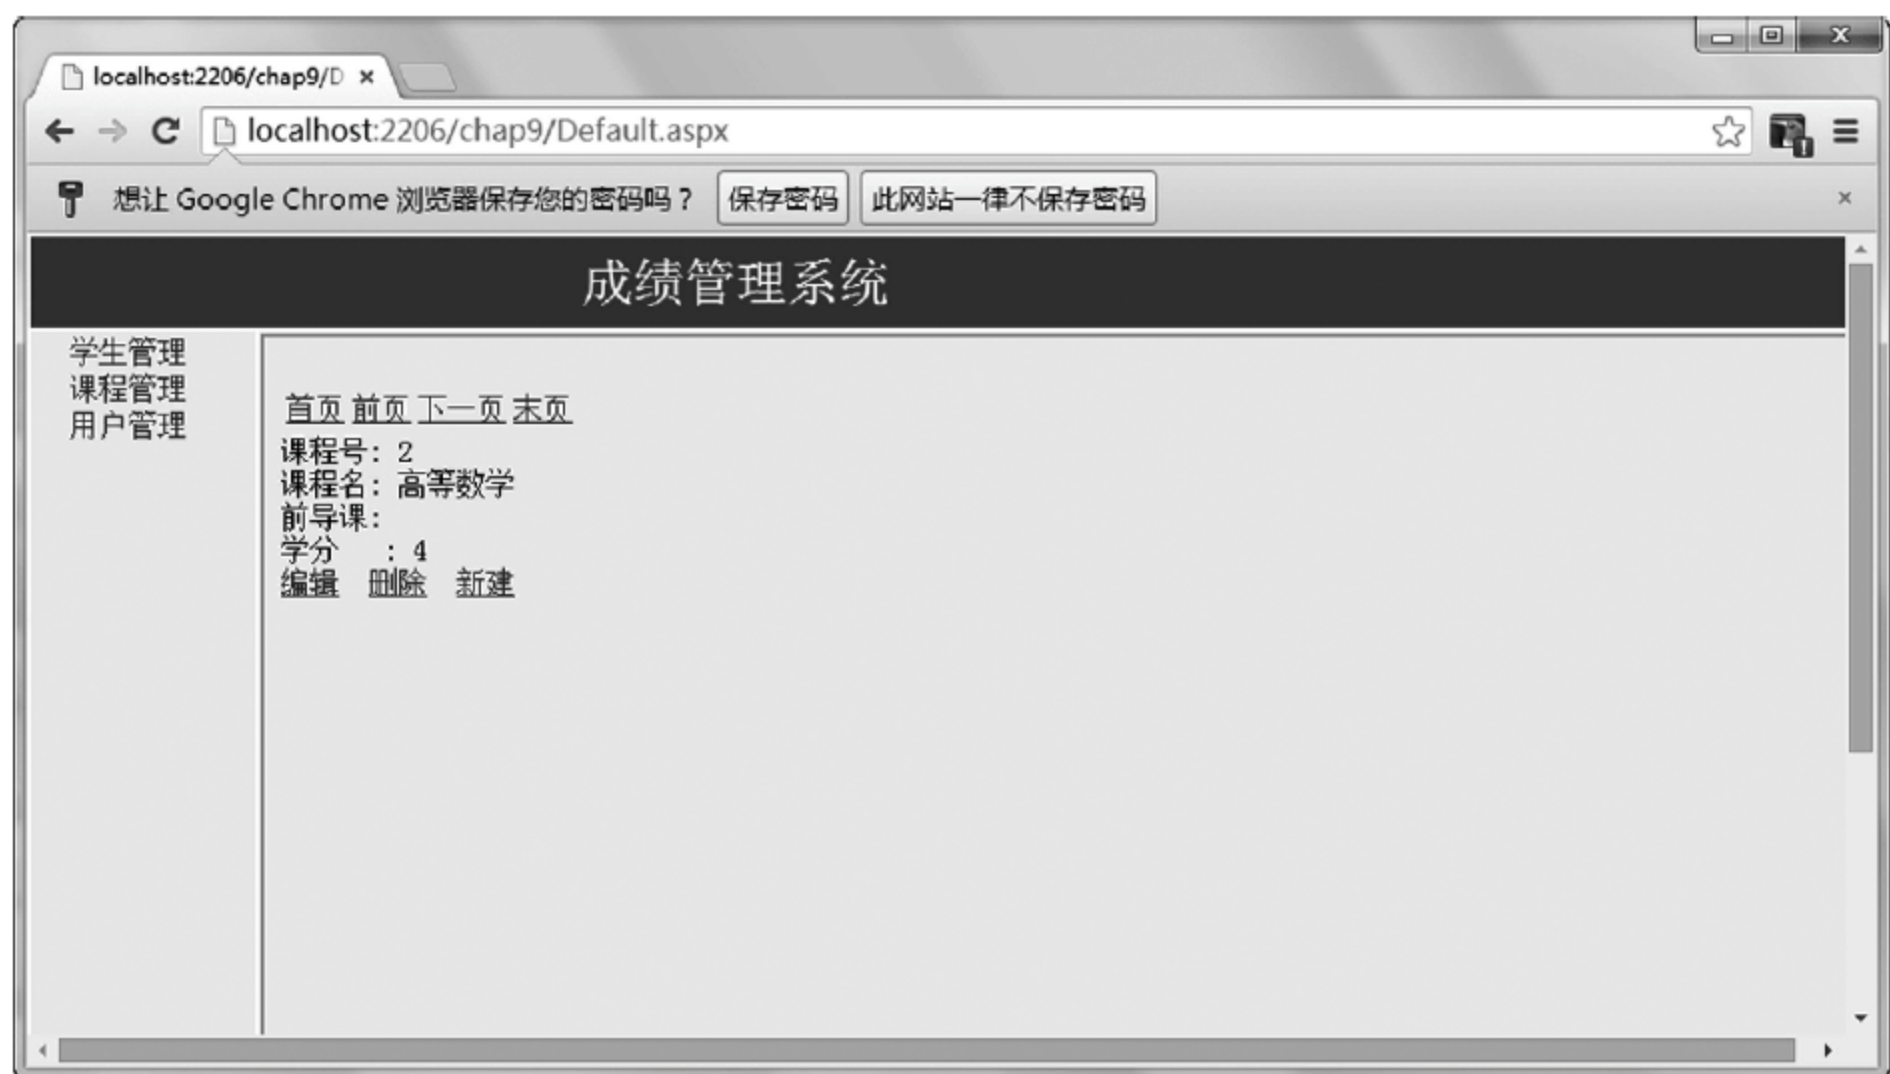 localhost:2206/chap9/D
localhost:2206/chap9/Default.aspx
想让 Google Chrome 浏览器保存您的密码吗？ 保存密码 此网站一律不保存密码
成绩管理系统
学生管理
课程管理
用户管理
首页 前页 下一页 末页
课程号: 2
课程名: 高等数学
前导课:
学分 : 4
编辑 删除 新建